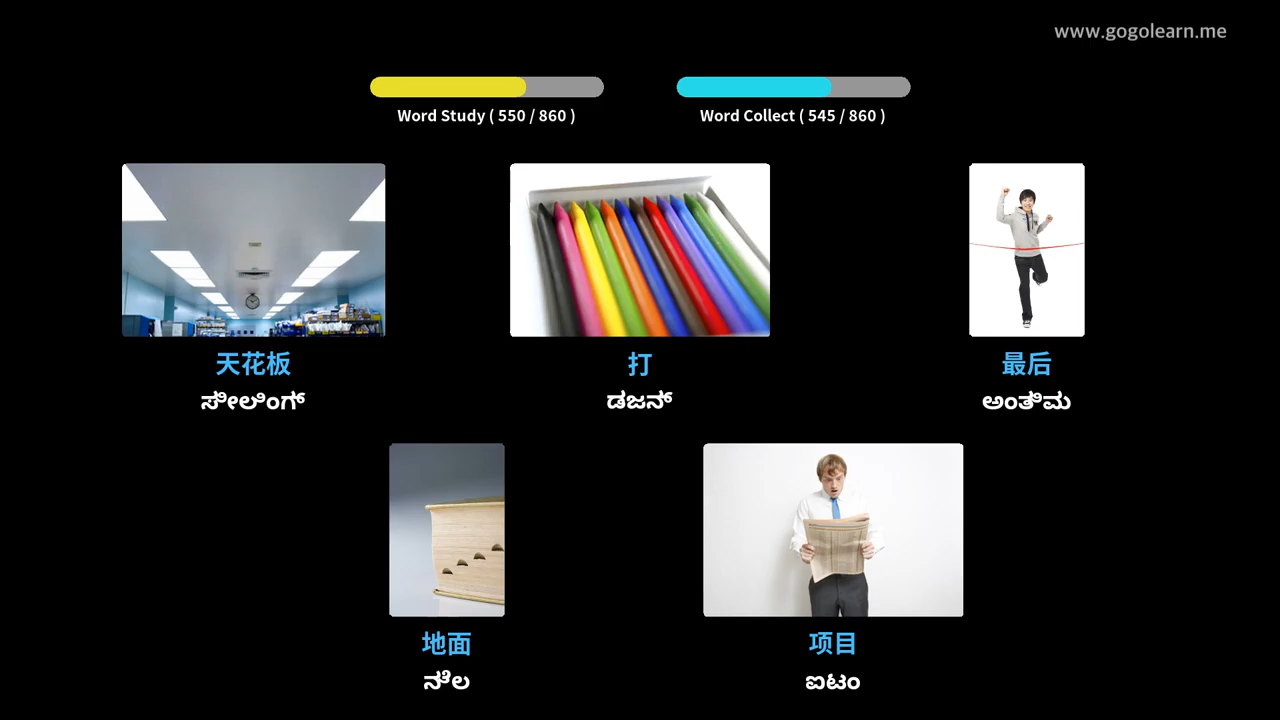 www.gogolearn.me
Word Study ( 550 / 860 )
Word Collect ( 545 / 860 )
天花板
ಸೀಲಿಂಗ್
打
ಡಜನ್
最后
ಅಂತಿಮ
地面
ನೆಲ
项目
ಐಟಂ